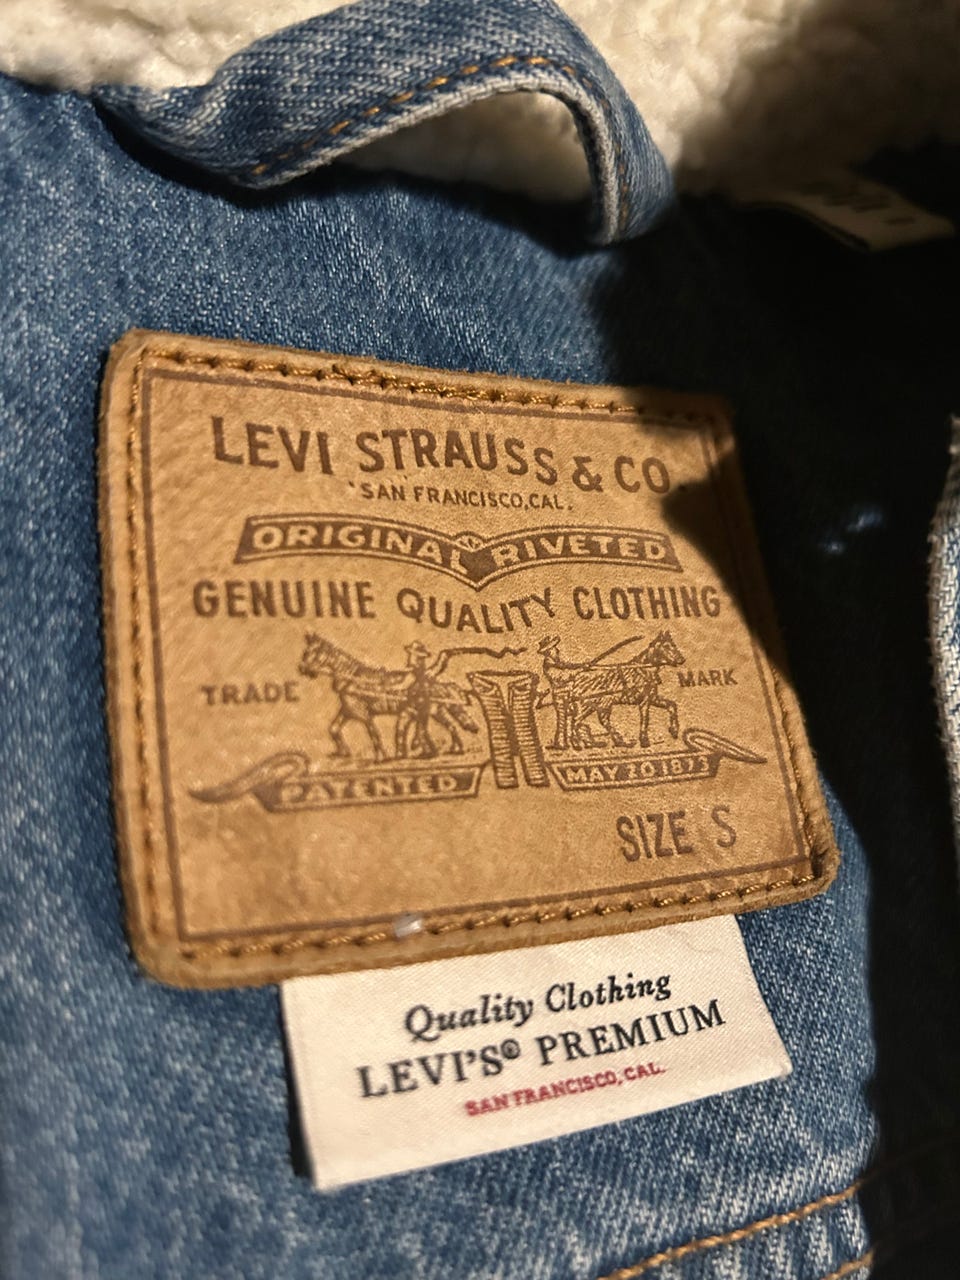 LEVI STRAUSS & CO.
SAN FRANCISCO, CAL.
ORIGINAL RIVETED
GENUINE QUALITY CLOTHING
TRADE MARK
PATENTED MAY 20 1873
SIZE S
Quality Clothing
LEVI'S® PREMIUM
SAN FRANCISCO, CAL.